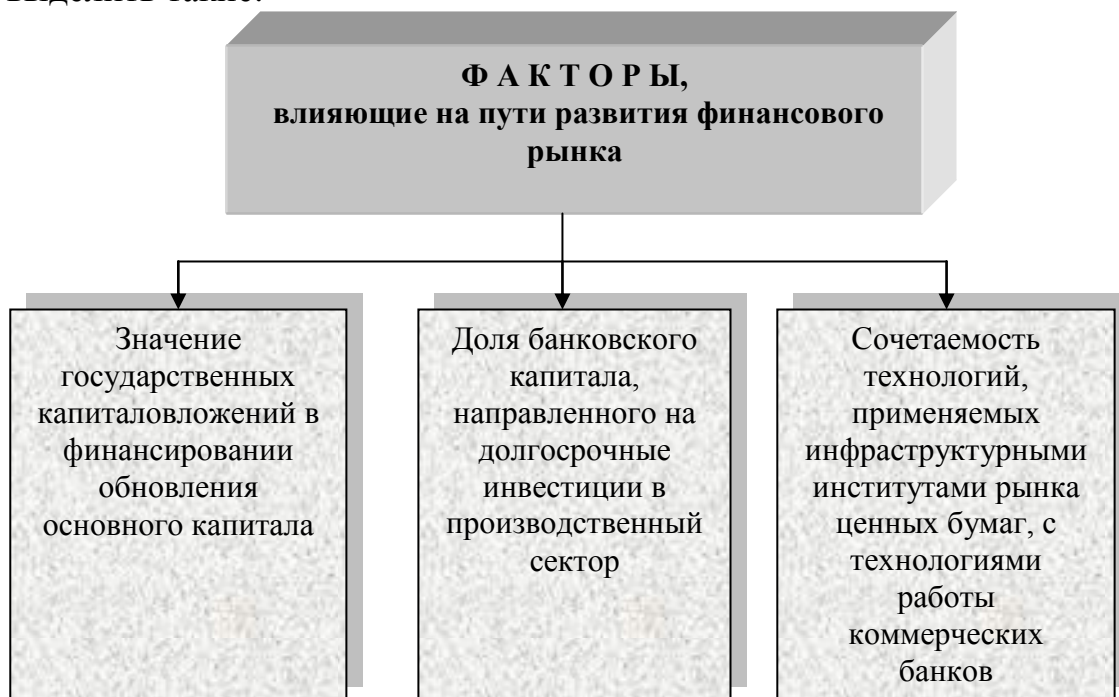 выделить такие:
Ф А К Т О Р Ы,
влияющие на пути развития финансового
рынка
Значение
государственных
капиталовложений в
финансировании
обновления
основного капитала
Доля банковского
капитала,
направленного на
долгосрочные
инвестиции в
производственный
сектор
Сочетаемость
технологий,
применяемых
инфраструктурными
институтами рынка
ценных бумаг, с
технологиями
работы
коммерческих
банков